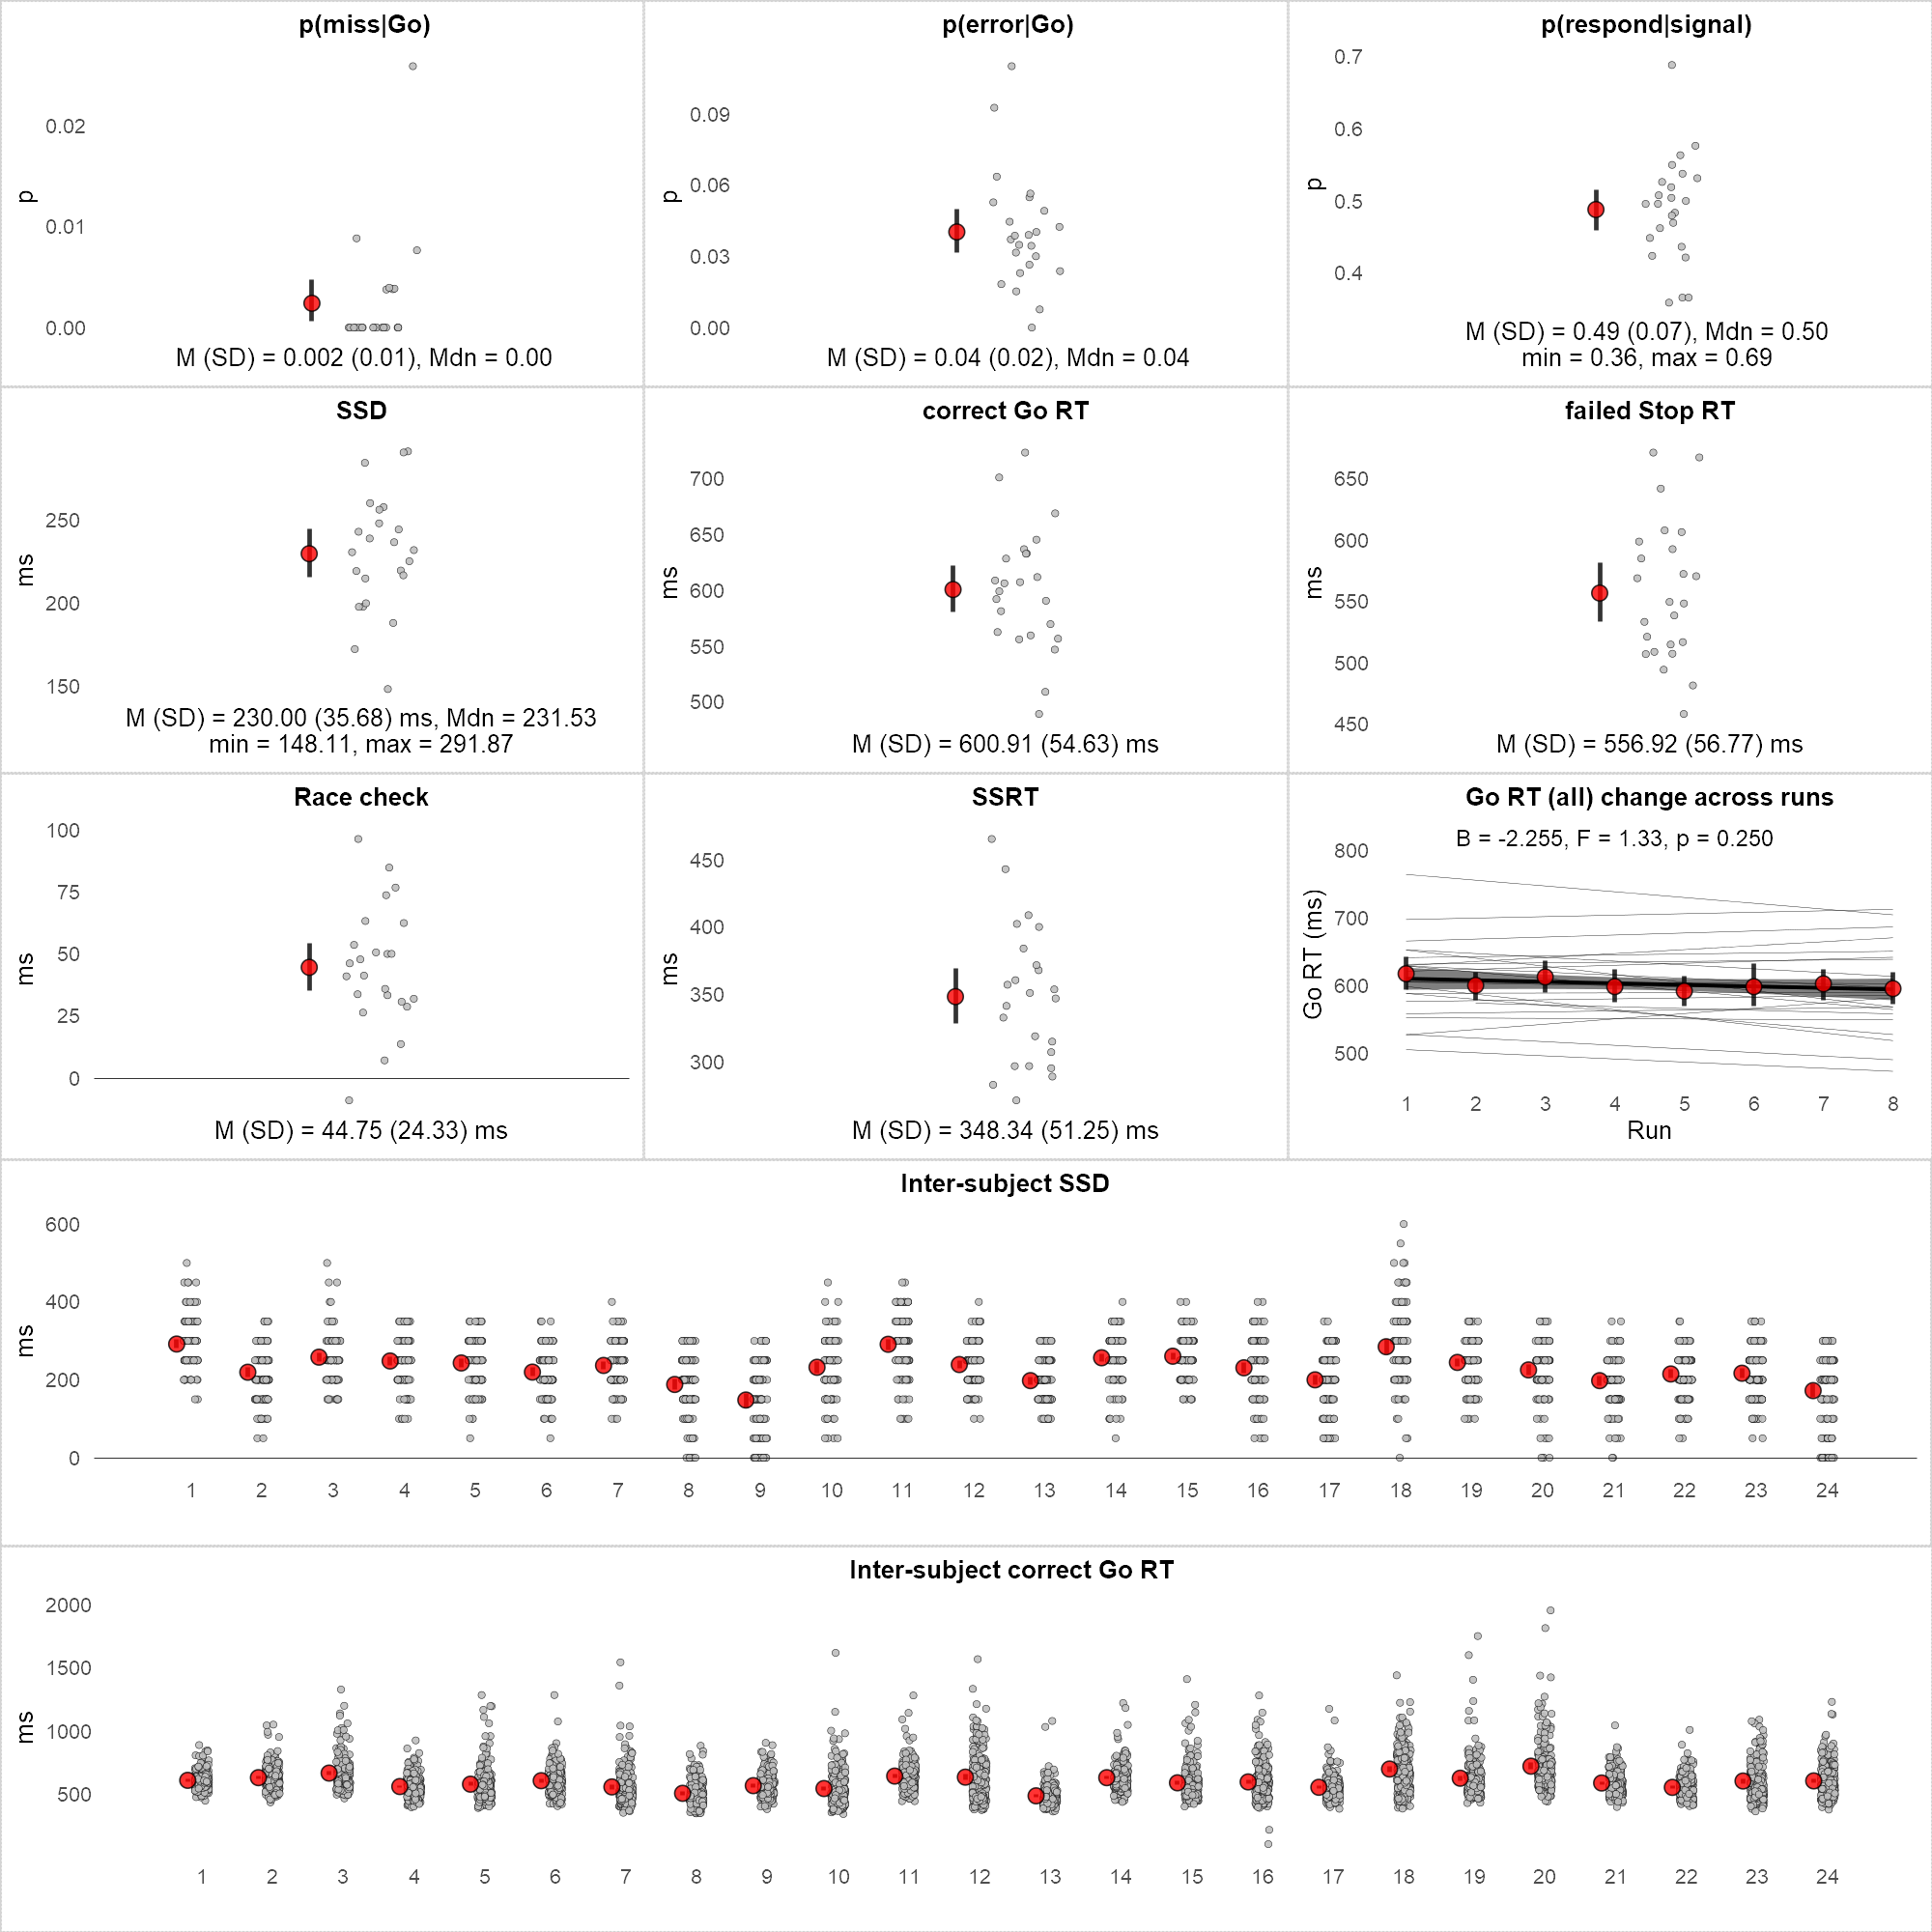 p(miss|Go)
p
0.02
0.01
0.00
M (SD) = 0.002 (0.01), Mdn = 0.00
p(error|Go)
p
0.09
0.06
0.03
0.00
M (SD) = 0.04 (0.02), Mdn = 0.04
p(respond|signal)
p
0.7
0.6
0.5
0.4
M (SD) = 0.49 (0.07), Mdn = 0.50
min = 0.36, max = 0.69
SSD
ms
250
200
150
M (SD) = 230.00 (35.68) ms, Mdn = 231.53
min = 148.11, max = 291.87
correct Go RT
ms
700
650
600
550
500
M (SD) = 600.91 (54.63) ms
failed Stop RT
ms
650
600
550
500
450
M (SD) = 556.92 (56.77) ms
Race check
ms
100
75
50
25
0
M (SD) = 44.75 (24.33) ms
SSRT
ms
450
400
350
300
M (SD) = 348.34 (51.25) ms
Go RT (all) change across runs
B = -2.255, F = 1.33, p = 0.250
Go RT (ms)
800
700
600
500
1 2 3 4 5 6 7 8
Run
Inter-subject SSD
ms
600
400
200
0
1 2 3 4 5 6 7 8 9 10 11 12 13 14 15 16 17 18 19 20 21 22 23 24
Inter-subject correct Go RT
ms
2000
1500
1000
500
1 2 3 4 5 6 7 8 9 10 11 12 13 14 15 16 17 18 19 20 21 22 23 24